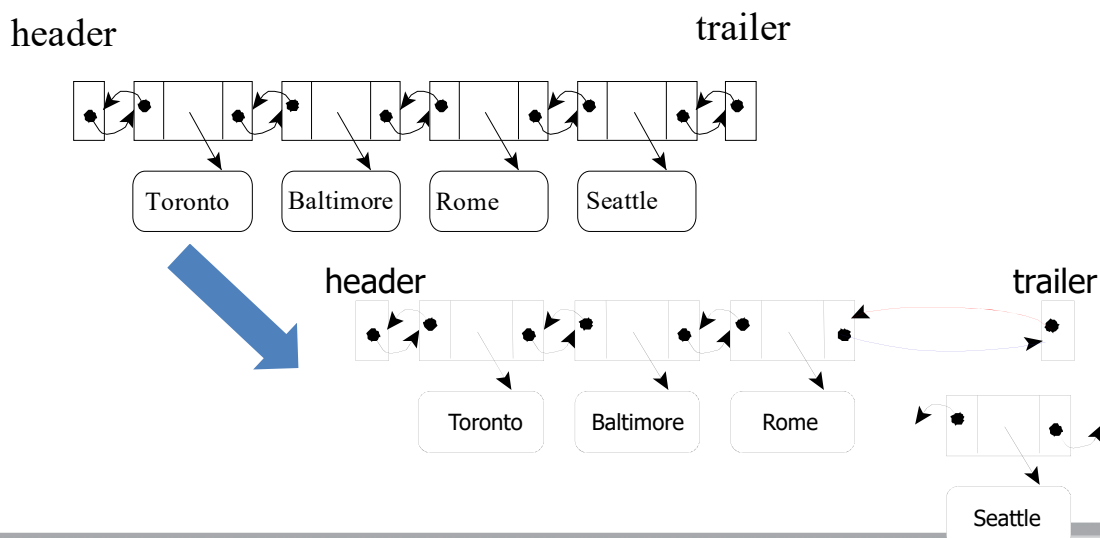 header
trailer
Toronto
Baltimore
Rome
Seattle
header
trailer
Toronto
Baltimore
Rome
Seattle